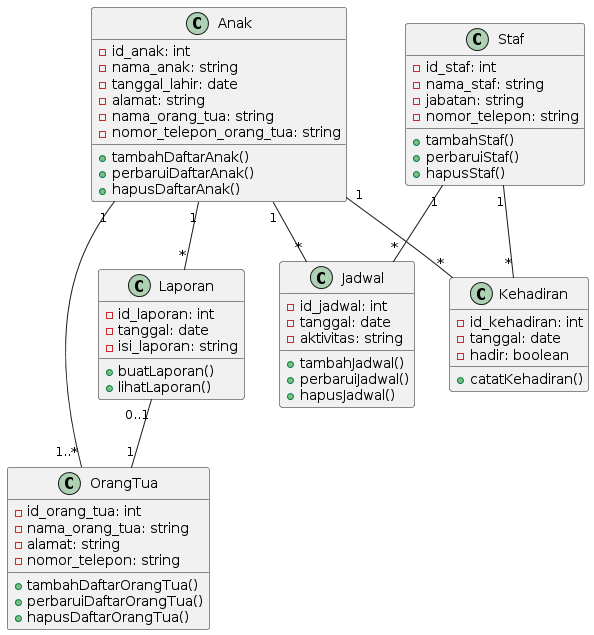 C Anak
id_anak: int
nama_anak: string
tanggal_lahir: date
alamat: string
nama_orang_tua: string
nomor_telepon_orang_tua: string
tambahDaftarAnak()
perbaruiDaftarAnak()
hapusDaftarAnak()
C Staf
id_staf: int
nama_staf: string
jabatan: string
nomor_telepon: string
tambahStaf()
perbaruiStaf()
hapusStaf()
1
1
1
1
1
1
*
*
*
*
*
C Laporan
id_laporan: int
tanggal: date
isi_laporan: string
buatLaporan()
lihatLaporan()
C Jadwal
id_jadwal: int
tanggal: date
aktivitas: string
tambahJadwal()
perbaruiJadwal()
hapusJadwal()
C Kehadiran
id_kehadiran: int
tanggal: date
hadir: boolean
catatKehadiran()
0..1
1..*
1
C OrangTua
id_orang_tua: int
nama_orang_tua: string
alamat: string
nomor_telepon: string
tambahDaftarOrangTua()
perbaruiDaftarOrangTua()
hapusDaftarOrangTua()